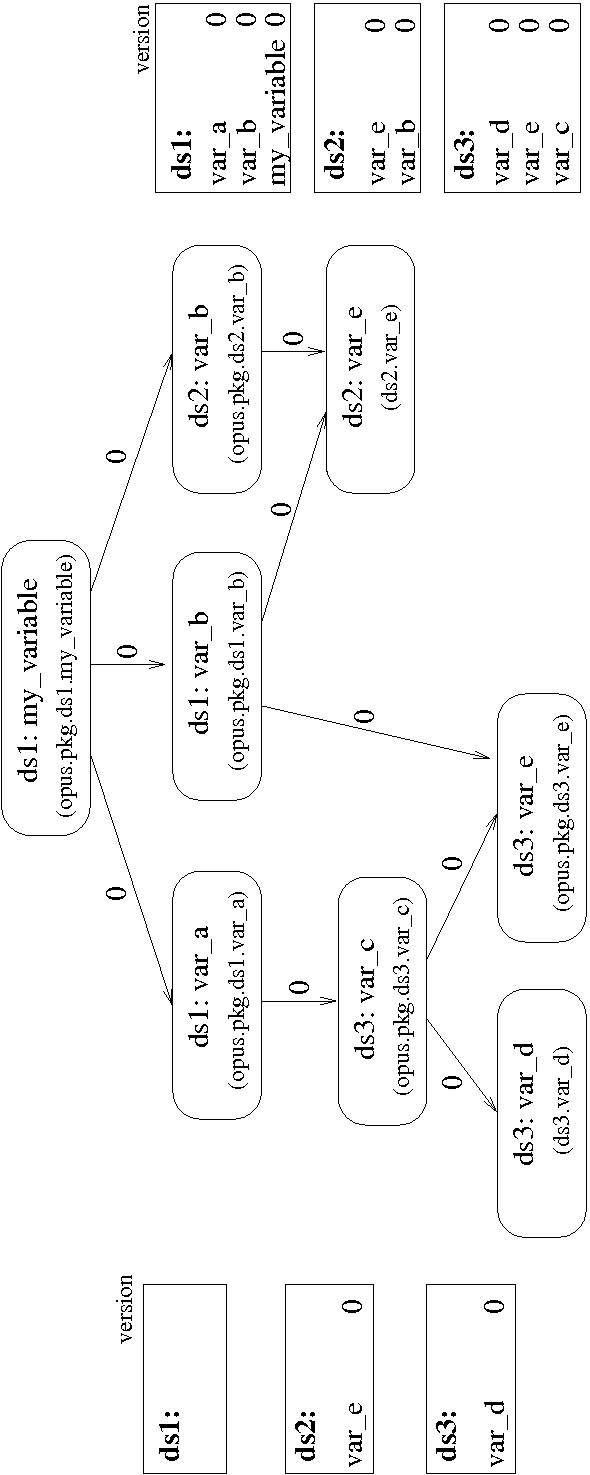 version
ds1:
ds2:
var_e 0
ds3:
var_d 0
ds1: my_variable
(opus.pkg.ds1.my_variable)
0
0
0
ds1: var_a
(opus.pkg.ds1.var_a)
ds1: var_b
(opus.pkg.ds1.var_b)
ds2: var_b
(opus.pkg.ds2.var_b)
0
0
0
0
ds3: var_c
(opus.pkg.ds3.var_c)
ds2: var_e
(ds2.var_e)
0
0
ds3: var_d
(ds3.var_d)
ds3: var_e
(opus.pkg.ds3.var_e)
version
ds1:
var_a 0
var_b 0
my_variable 0
ds2:
var_e 0
var_b 0
ds3:
var_d 0
var_e 0
var_c 0